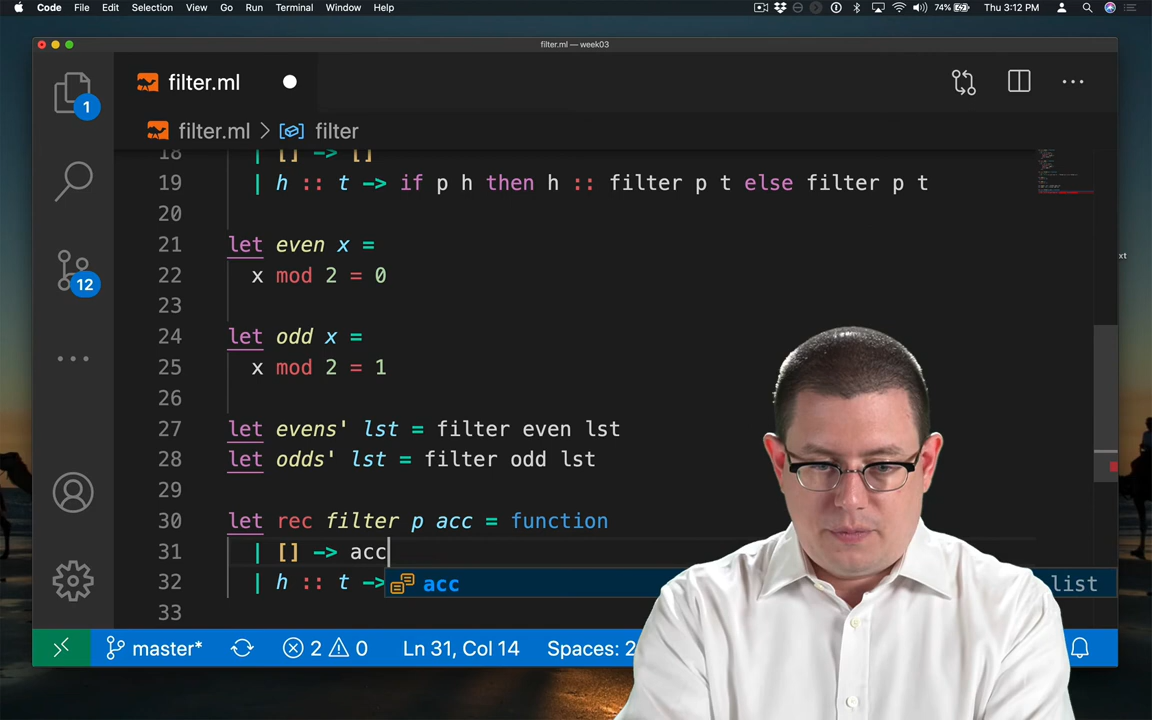 Code File Edit Selection View Go Run Terminal Window Help 74% Thu 3:12 PM
filter.ml — week03
filter.ml
filter.ml > filter
18 | [] -> []
19 | h :: t -> if p h then h :: filter p t else filter p t
20
21 let even x =
22 x mod 2 = 0
23
24 let odd x =
25 x mod 2 = 1
26
27 let evens' lst = filter even lst
28 let odds' lst = filter odd lst
29
30 let rec filter p acc = function
31 | [] -> acc
32 | h :: t -> acc list
33
1
12
master* 2 0 Ln 31, Col 14 Spaces: 2
xt